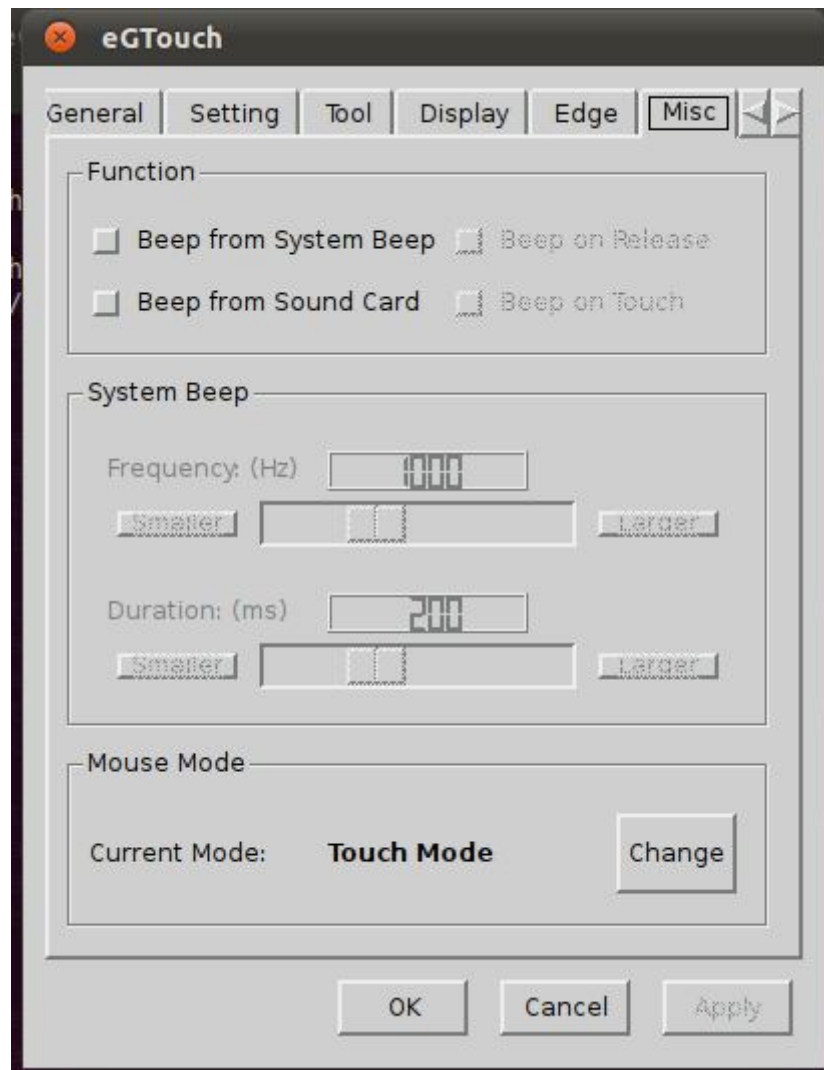 eGTouch
General Setting Tool Display Edge Misc
Function
Beep from System Beep Beep on Release
Beep from Sound Card Beep on Touch
System Beep
Frequency: (Hz) 1000
Smaller Larger
Duration: (ms) 200
Smaller Larger
Mouse Mode
Current Mode: Touch Mode Change
OK Cancel Apply